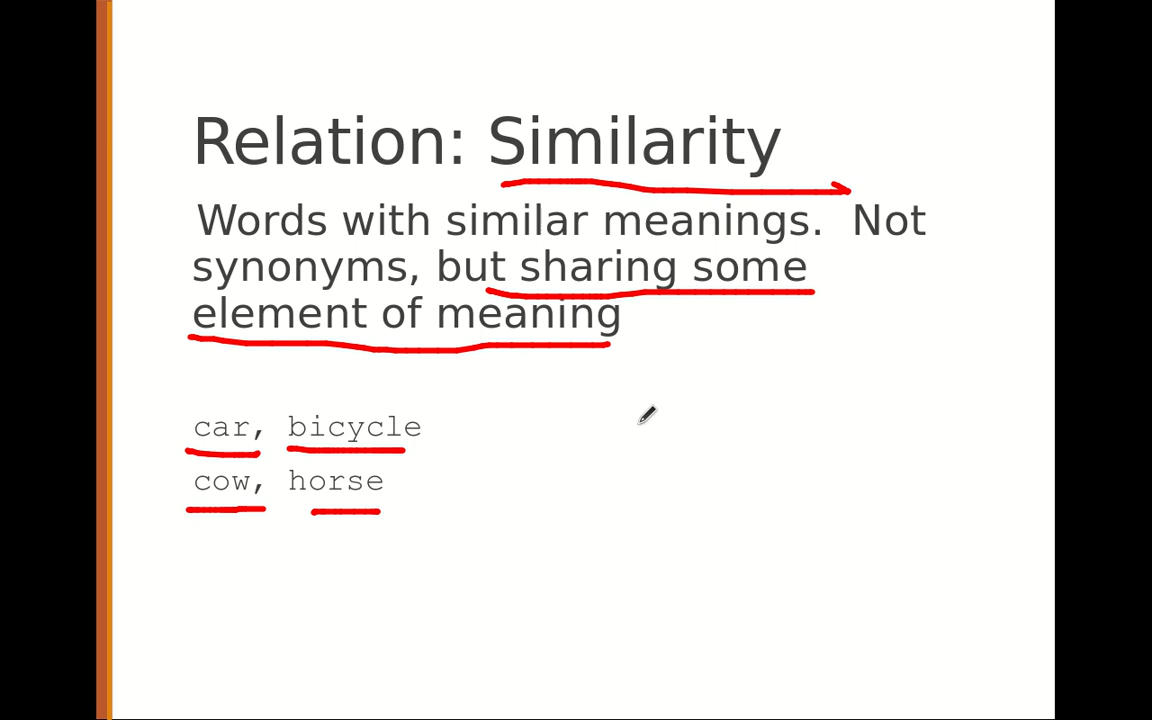 Relation: Similarity
Words with similar meanings.  Not
synonyms, but sharing some
element of meaning
car, bicycle
cow, horse